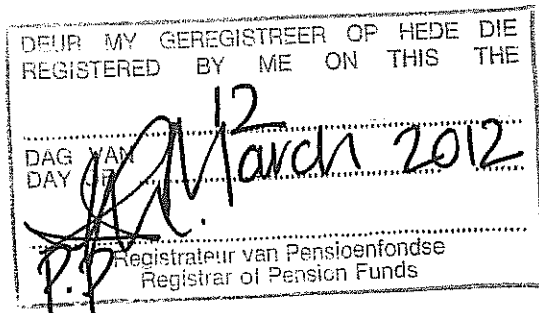 DEUR MY GEREGISTREER OP HEDE DIE
REGISTERED BY ME ON THIS THE
12
DAG VAN
DAY OF
March 2012
P.P
Registrateur van Pensioenfondse
Registrar of Pension Funds